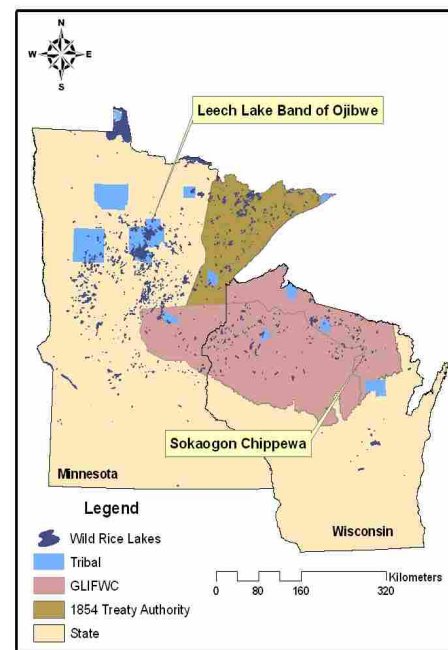 N
W E
S
Leech Lake Band of Ojibwe
Sokaogon Chippewa
Minnesota
Wisconsin
Legend
Wild Rice Lakes
Tribal
GLIFWC
1854 Treaty Authority
State
Kilometers
0 40 80 160 320